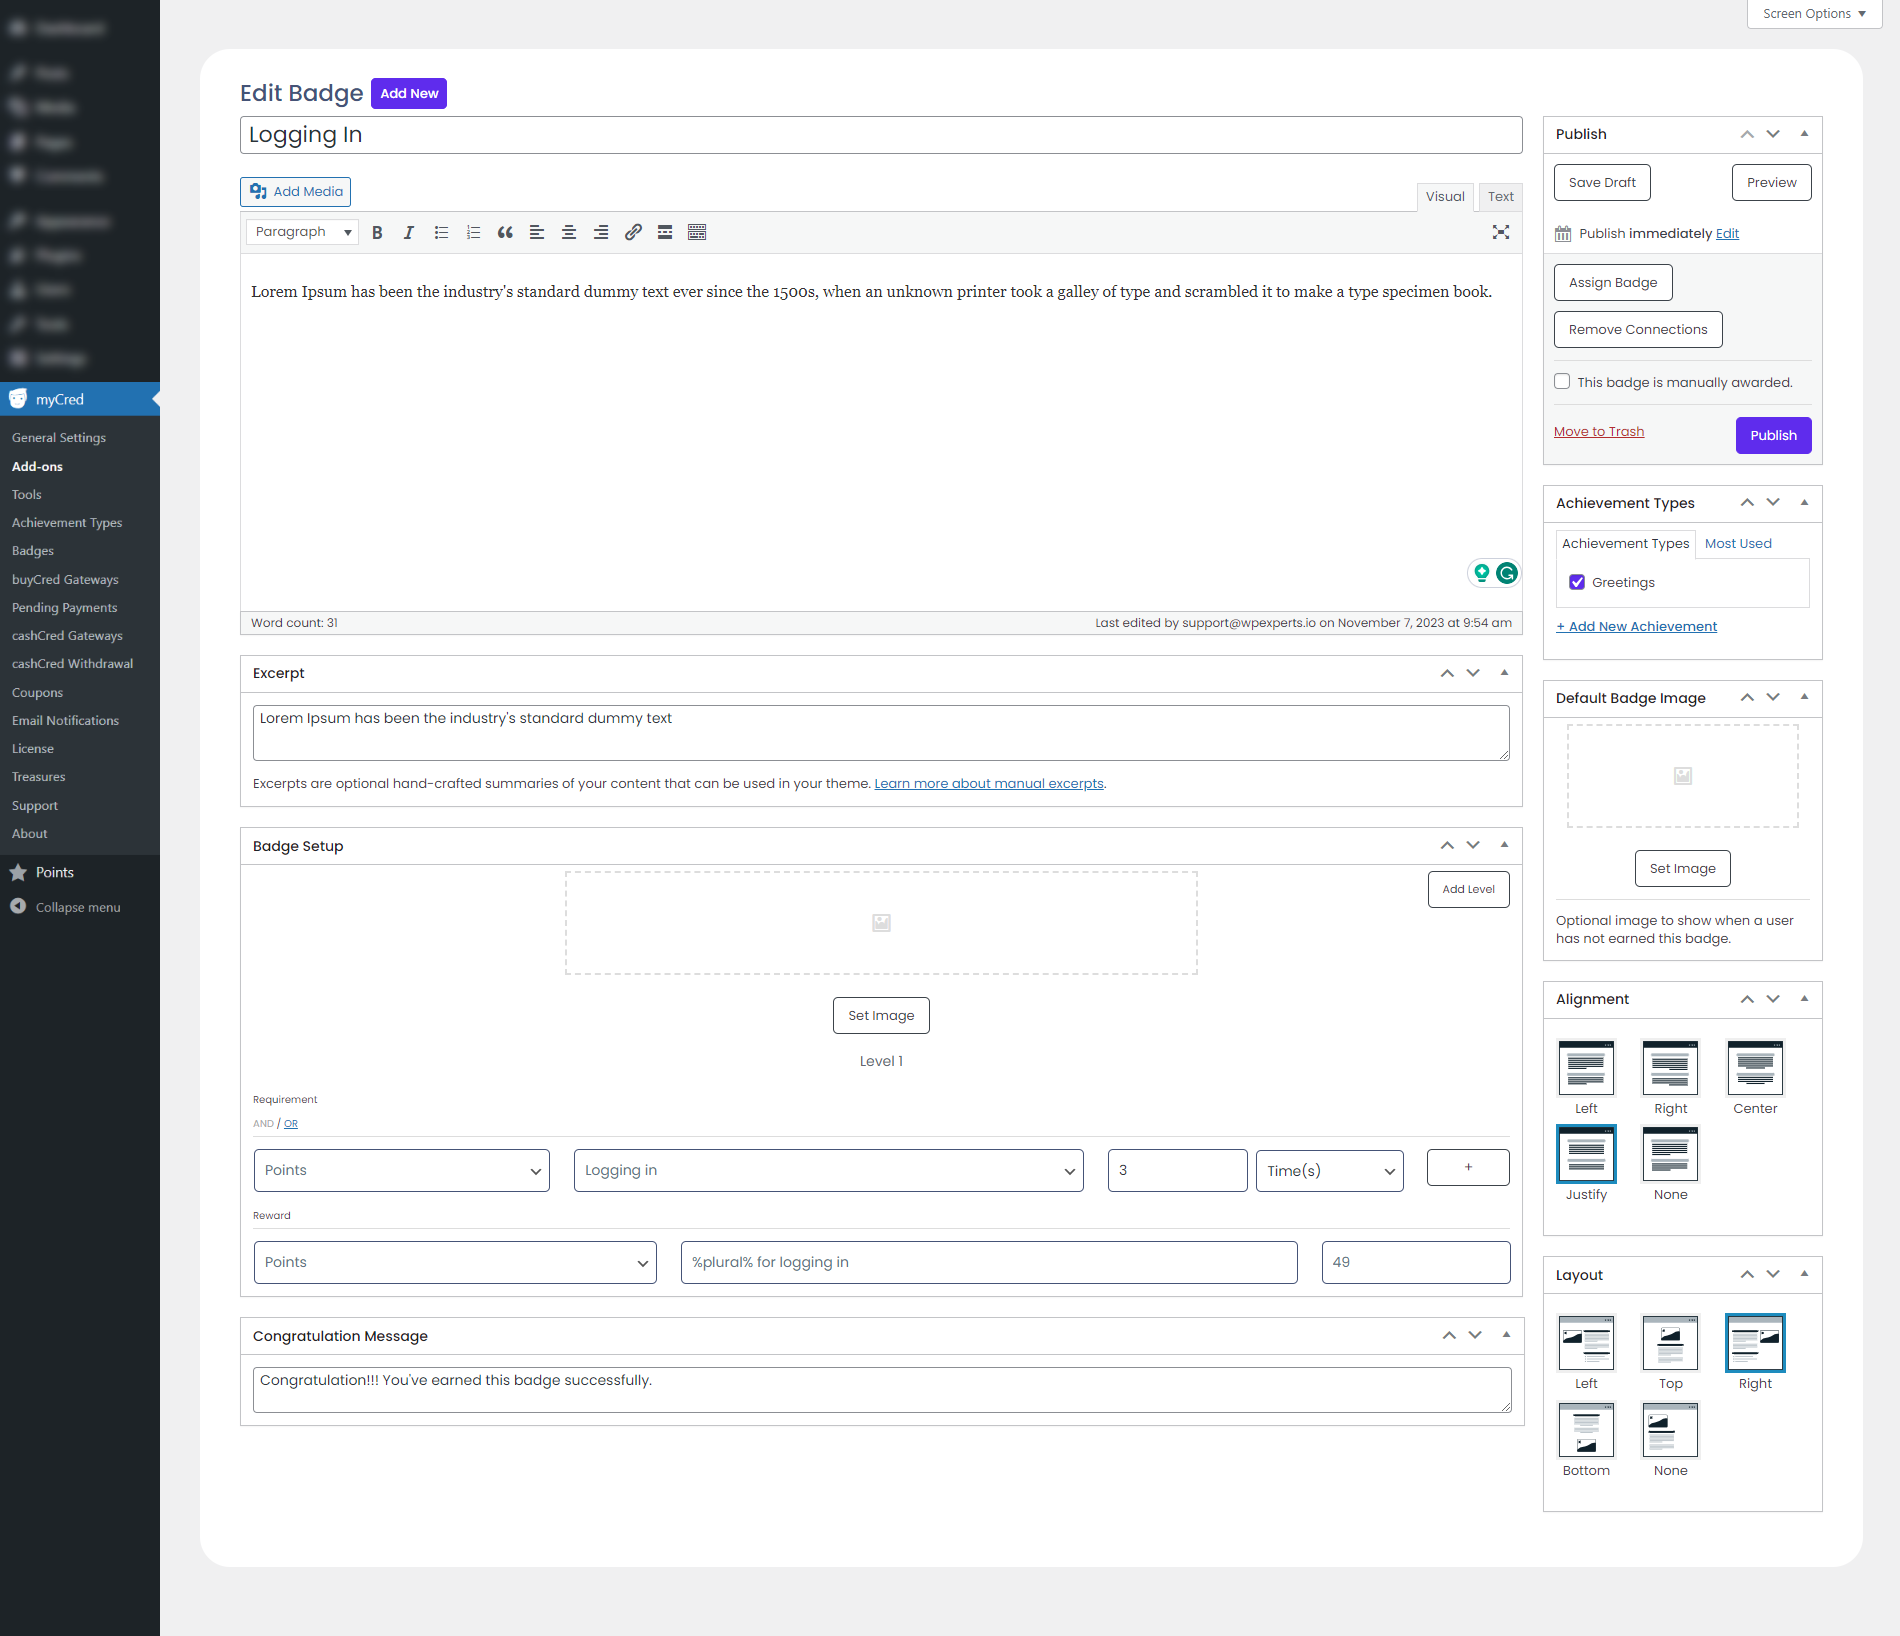 Screen Options
myCred
General Settings
Add-ons
Tools
Achievement Types
Badges
buyCred Gateways
Pending Payments
cashCred Gateways
cashCred Withdrawal
Coupons
Email Notifications
License
Treasures
Support
About
Points
Collapse menu
Edit Badge
Add New
Logging In
Add Media
Visual
Text
Paragraph
Lorem Ipsum has been the industry's standard dummy text ever since the 1500s, when an unknown printer took a galley of type and scrambled it to make a type specimen book.
Word count: 31
Last edited by support@wpexperts.io on November 7, 2023 at 9:54 am
Excerpt
Lorem Ipsum has been the industry's standard dummy text
Excerpts are optional hand-crafted summaries of your content that can be used in your theme. Learn more about manual excerpts.
Badge Setup
Add Level
Set Image
Level 1
Requirement
AND / OR
Points
Logging in
3
Time(s)
+
Reward
Points
%plural% for logging in
49
Congratulation Message
Congratulation!!! You've earned this badge successfully.
Publish
Save Draft
Preview
Publish immediately Edit
Assign Badge
Remove Connections
This badge is manually awarded.
Move to Trash
Publish
Achievement Types
Achievement Types
Most Used
Greetings
+ Add New Achievement
Default Badge Image
Set Image
Optional image to show when a user
has not earned this badge.
Alignment
Left
Right
Center
Justify
None
Layout
Left
Top
Right
Bottom
None